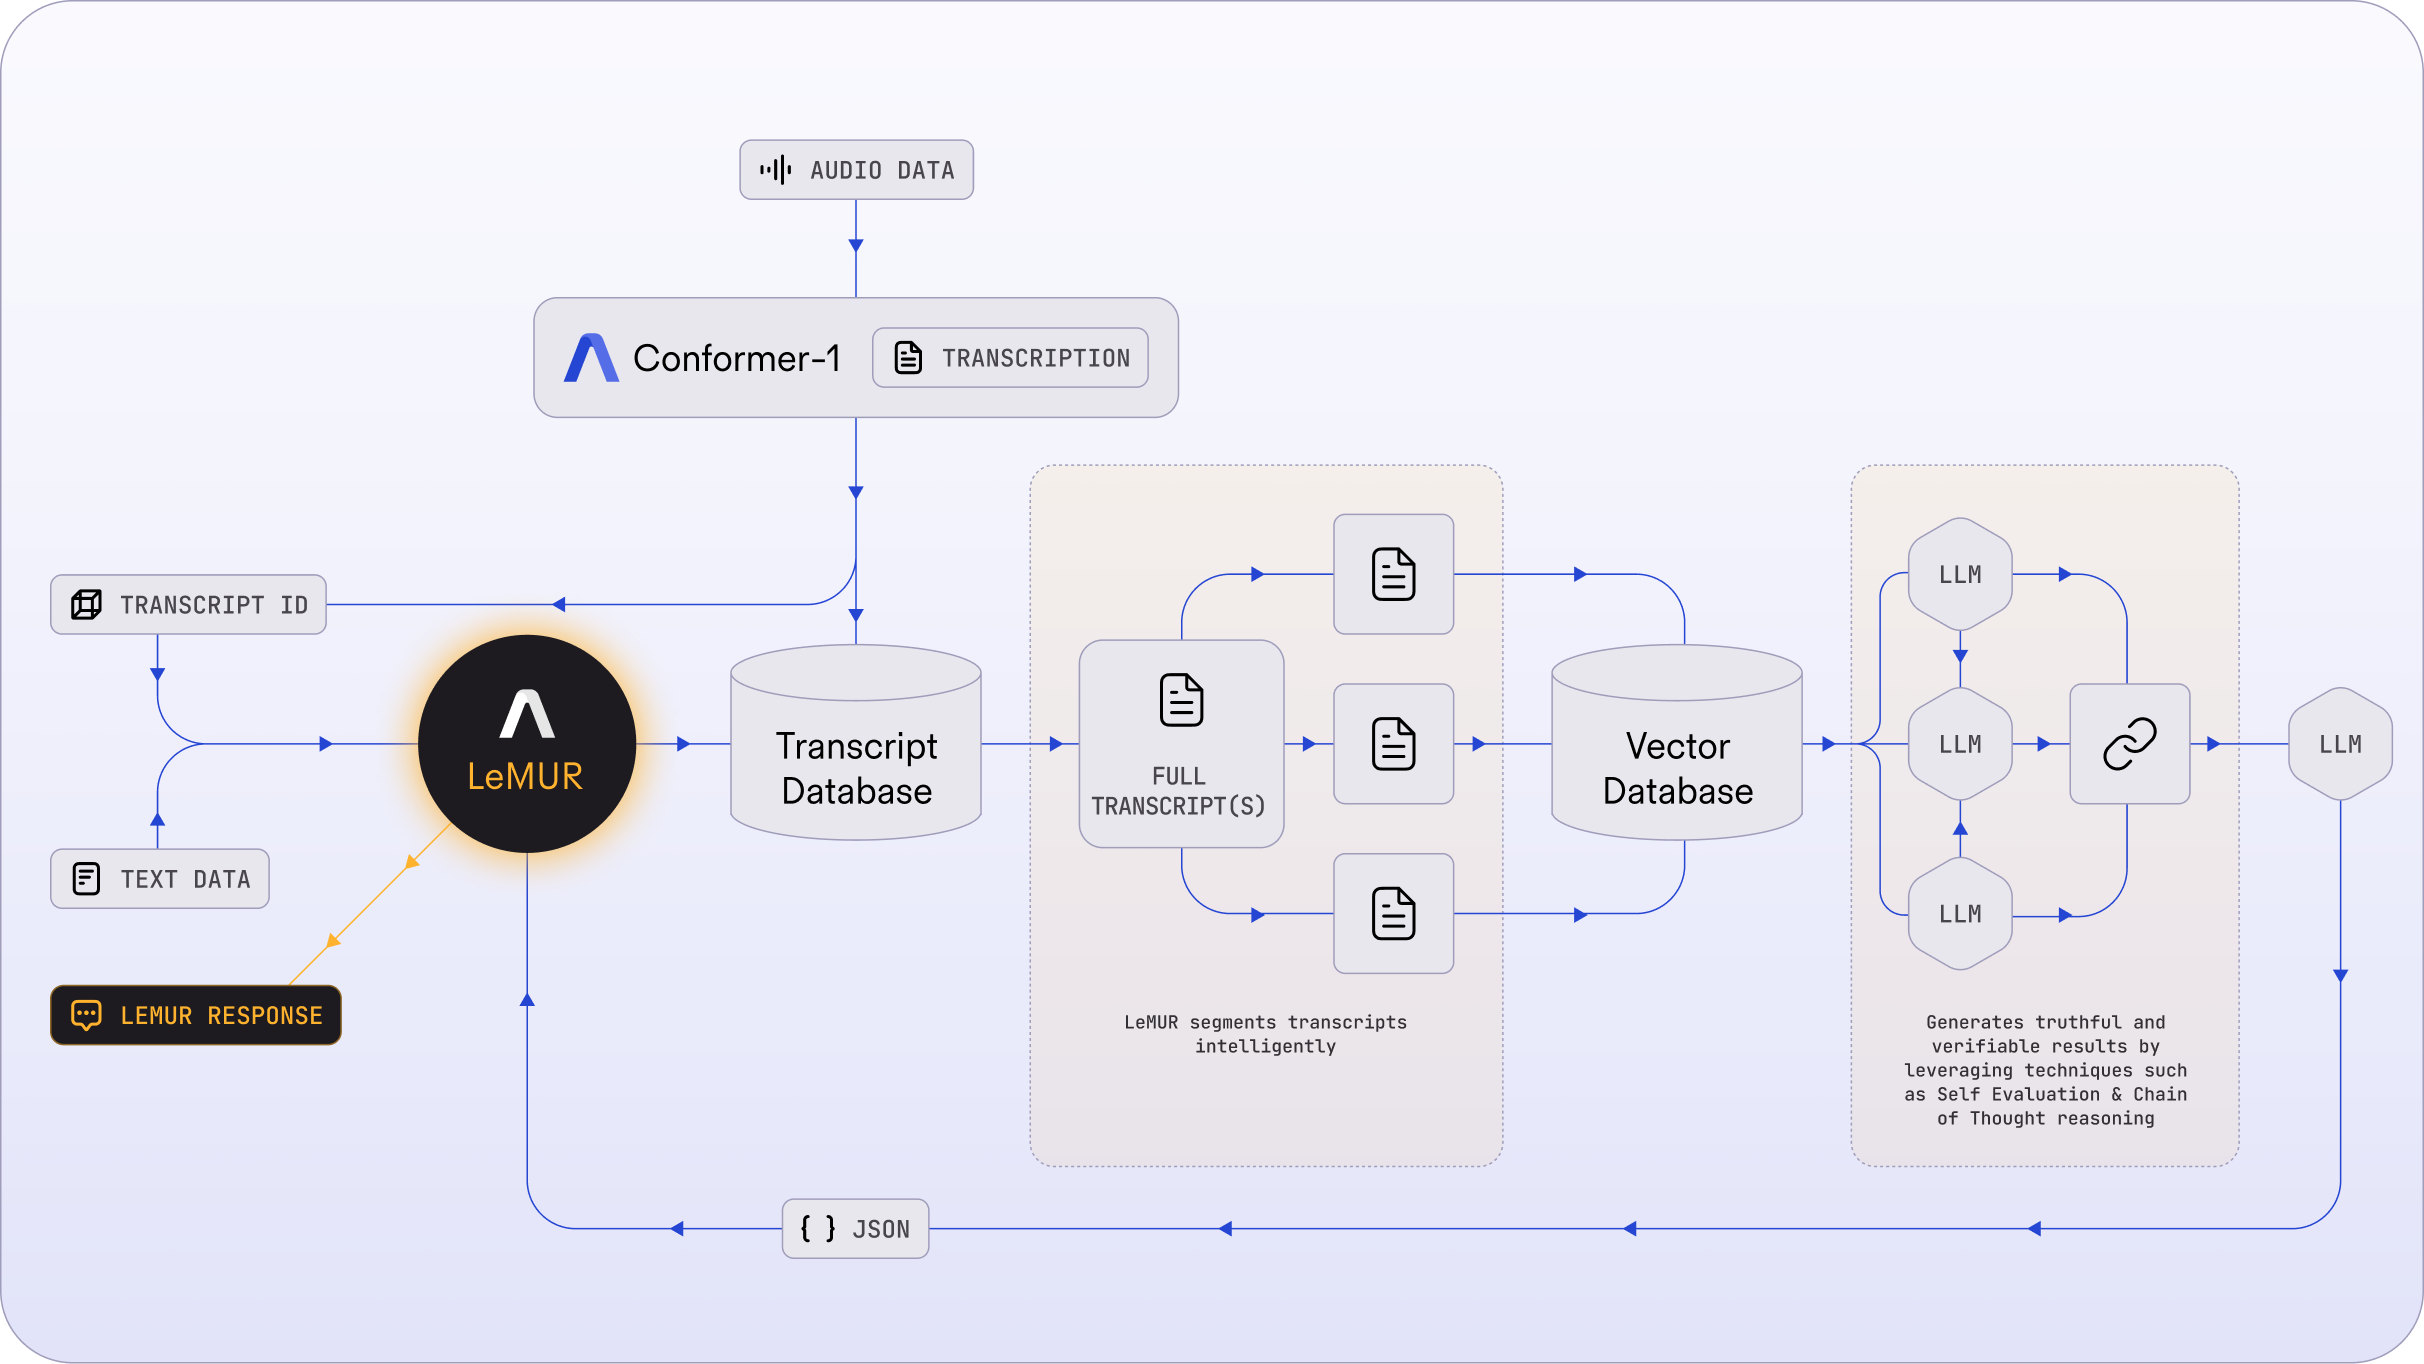 AUDIO DATA
Conformer-1
TRANSCRIPTION
TRANSCRIPT ID
LeMUR
TEXT DATA
LEMUR RESPONSE
Transcript
Database
FULL
TRANSCRIPT(S)
LeMUR segments transcripts
intelligently
Vector
Database
LLM
LLM
LLM
Generates truthful and
verifiable results by
leveraging techniques such
as Self Evaluation & Chain
of Thought reasoning
LLM
{ } JSON